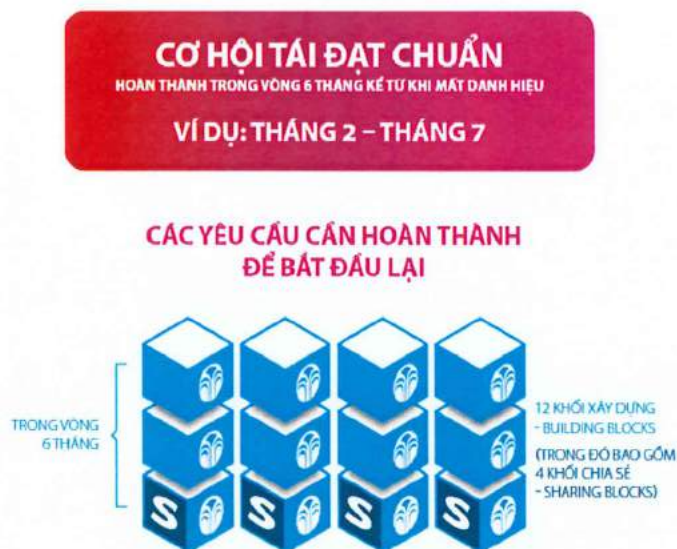 CƠ HỘI TÁI ĐẠT CHUẨN
HOÀN THÀNH TRONG VÒNG 6 THÁNG KỂ TỪ KHI MẤT DANH HIỆU
VÍ DỤ: THÁNG 2 – THÁNG 7
CÁC YÊU CẦU CẦN HOÀN THÀNH
ĐỂ BẮT ĐẦU LẠI
TRONG VÒNG
6 THÁNG
12 KHỐI XÂY DỰNG
- BUILDING BLOCKS
(TRONG ĐÓ BAO GỒM
4 KHỐI CHIA SẺ
- SHARING BLOCKS)
S S S S